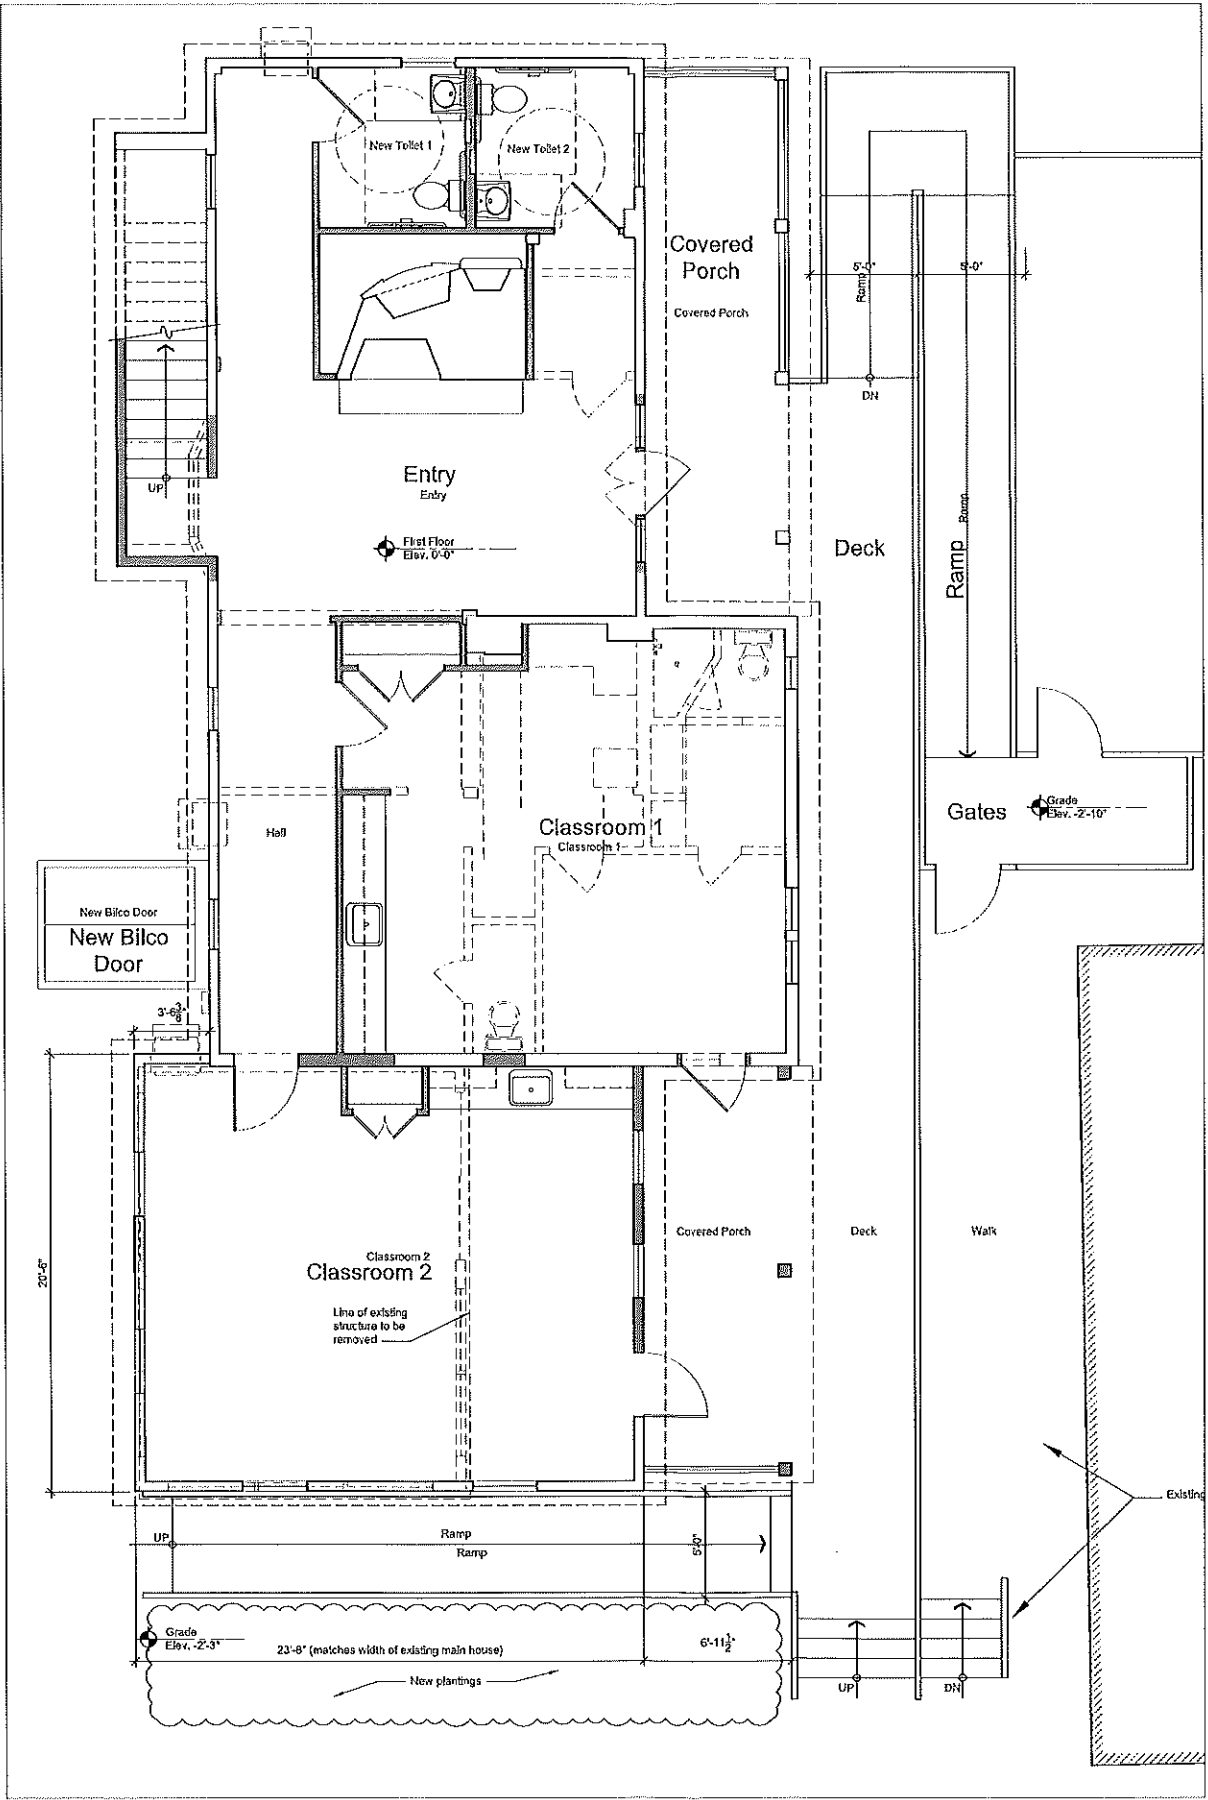 New Toilet 1
New Toilet 2
Covered
Porch
Covered Porch
5'-0"
5'-0"
Ramp
DN
UP
Entry
Entry
First Floor
Elev. 0'-0"
Deck
Ramp
Ramp
Hall
Classroom 1
Classroom 1
Gates
Grade
Elev. -2'-10"
New Bilco Door
New Bilco
Door
3'-6 3/8"
20'-6"
Classroom 2
Classroom 2
Line of existing
structure to be
removed
Covered Porch
Deck
Walk
Existing
UP
Ramp
Ramp
5'-0"
Grade
Elev. -2'-3"
23'-8" (matches width of existing main house)
6'-11 1/2"
New plantings
UP
DN